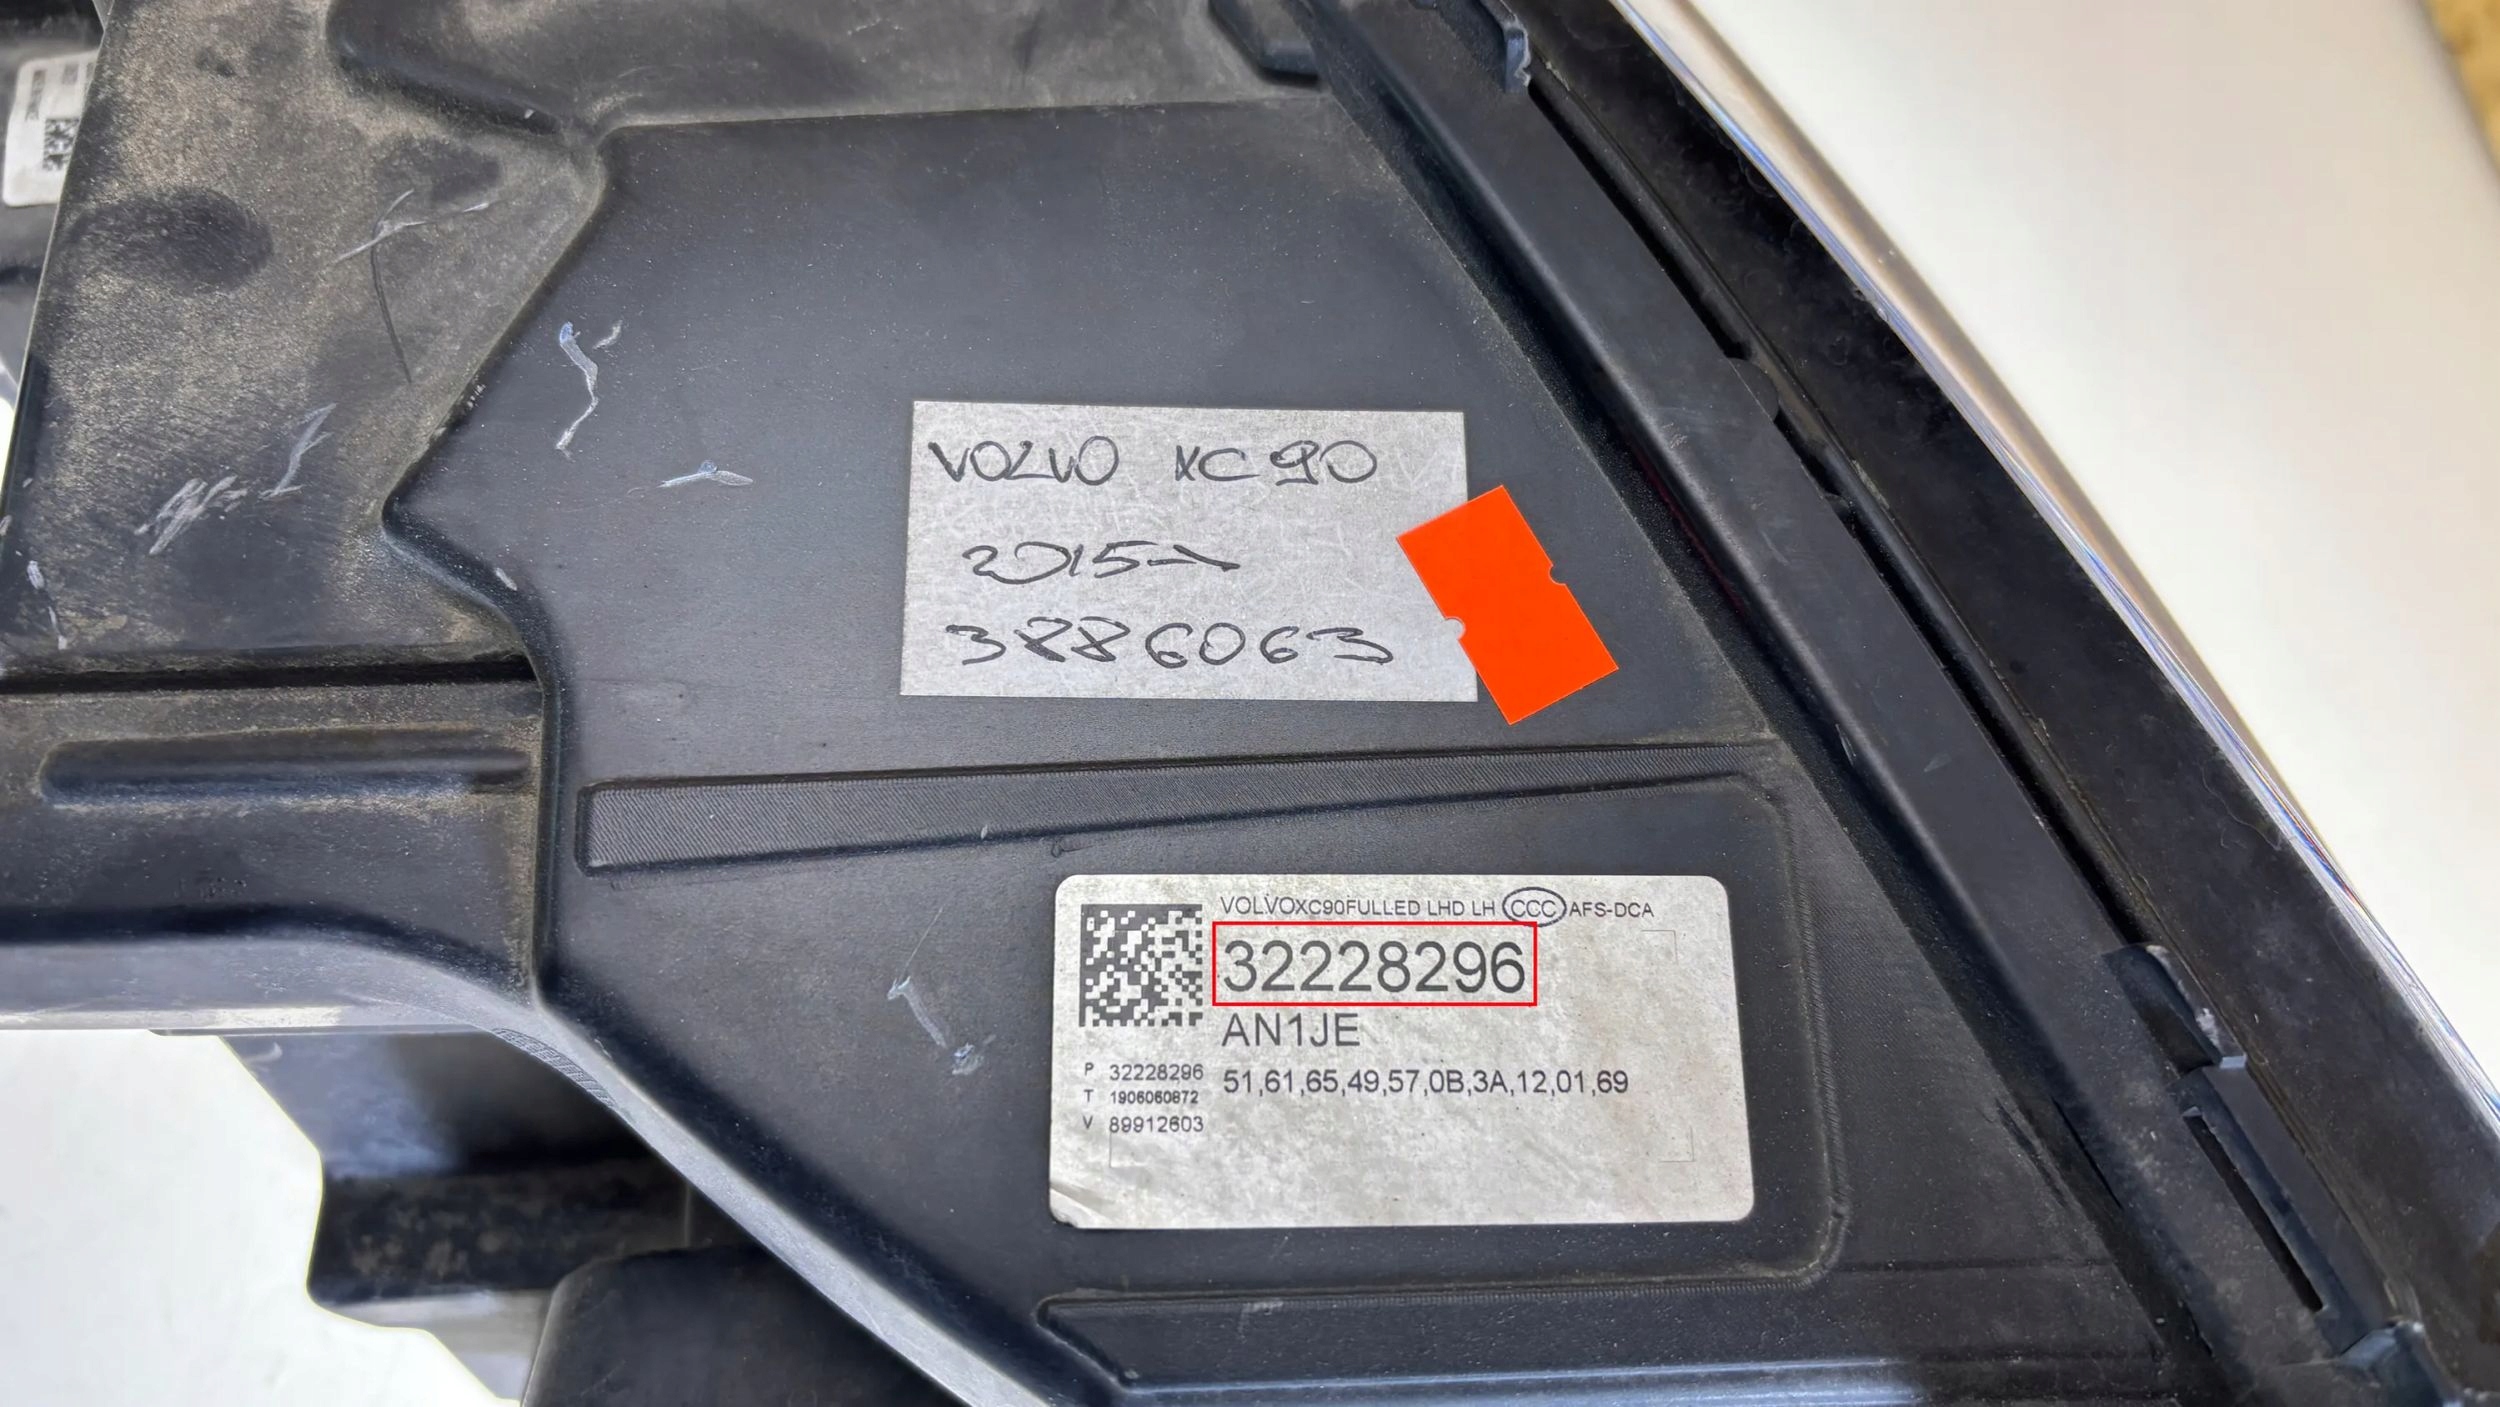 VOLVO XC90
2015→
3886063
VOLVOXC90FULLED LHD LH CCC AFS-DCA
32228296
AN1JE
P 32228296
T 1906060872
V 89912603
51,61,65,49,57,0B,3A,12,01,69